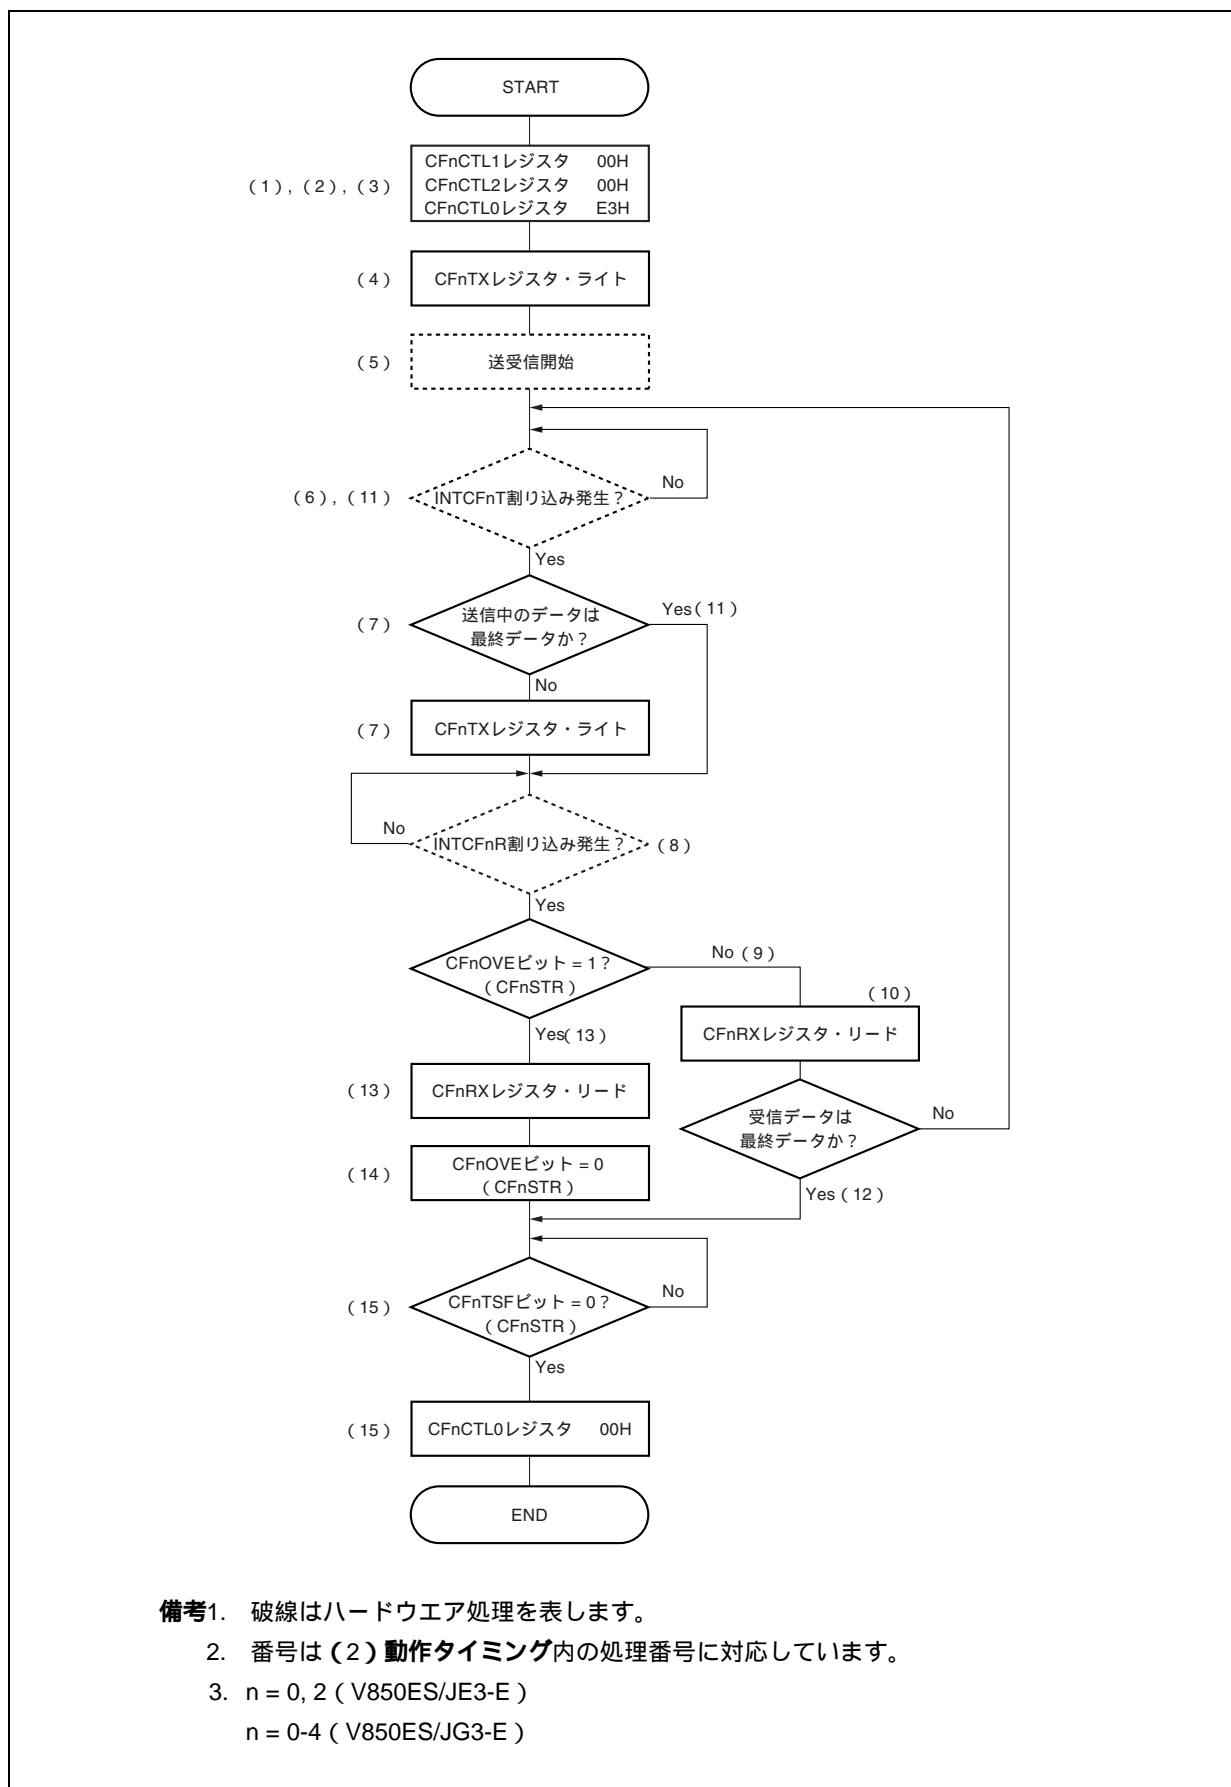 START
CFnCTL1レジスタ 00H
CFnCTL2レジスタ 00H
CFnCTL0レジスタ E3H
(1), (2), (3)
(4)
CFnTXレジスタ・ライト
(5)
送受信開始
(6), (11)
INTCFnT割り込み発生?
No
Yes
(7)
送信中のデータは
最終データか?
Yes(11)
No
(7)
CFnTXレジスタ・ライト
No
INTCFnR割り込み発生?
(8)
Yes
CFnOVEビット = 1?
(CFnSTR)
No(9)
(10)
CFnRXレジスタ・リード
Yes(13)
(13)
CFnRXレジスタ・リード
受信データは
最終データか?
No
(14)
CFnOVEビット = 0
(CFnSTR)
Yes(12)
(15)
CFnTSFビット = 0?
(CFnSTR)
No
Yes
(15)
CFnCTL0レジスタ 00H
END
備考1. 破線はハードウエア処理を表します。
2. 番号は(2)動作タイミング内の処理番号に対応しています。
3. n = 0, 2(V850ES/JE3-E)
n = 0-4(V850ES/JG3-E)